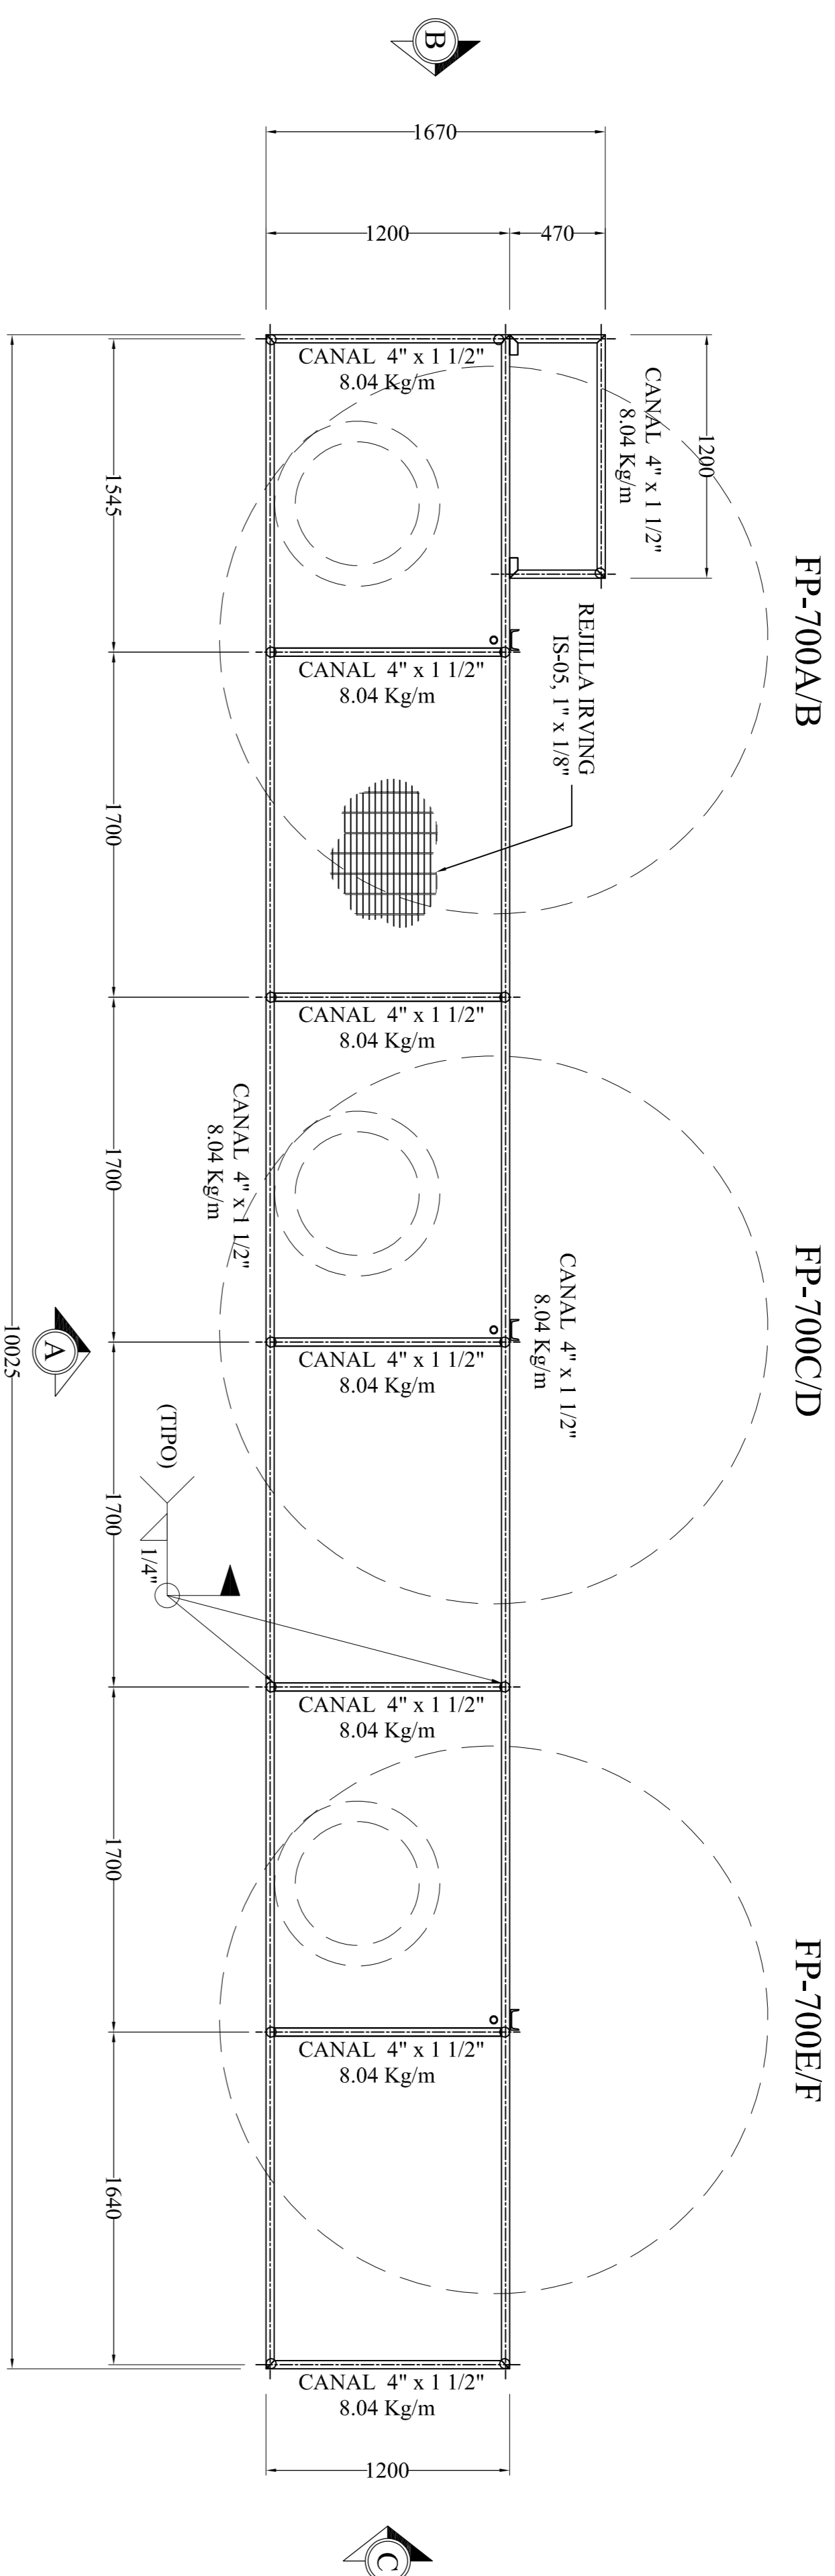 B
1670
1200
470
CANAL 4" x 1 1/2"
8.04 Kg/m
CANAL 4" x 1 1/2"
8.04 Kg/m
1200
FP-700A/B
1545
REJILLA IRVING
IS-05, 1" x 1/8"
CANAL 4" x 1 1/2"
8.04 Kg/m
1700
CANAL 4" x 1 1/2"
8.04 Kg/m
CANAL 4" x 1 1/2"
8.04 Kg/m
1700
CANAL 4" x 1 1/2"
8.04 Kg/m
FP-700C/D
10025
A
CANAL 4" x 1 1/2"
8.04 Kg/m
(TIPO)
1/4"
1700
CANAL 4" x 1 1/2"
8.04 Kg/m
1700
FP-700E/F
CANAL 4" x 1 1/2"
8.04 Kg/m
1640
CANAL 4" x 1 1/2"
8.04 Kg/m
1200
C